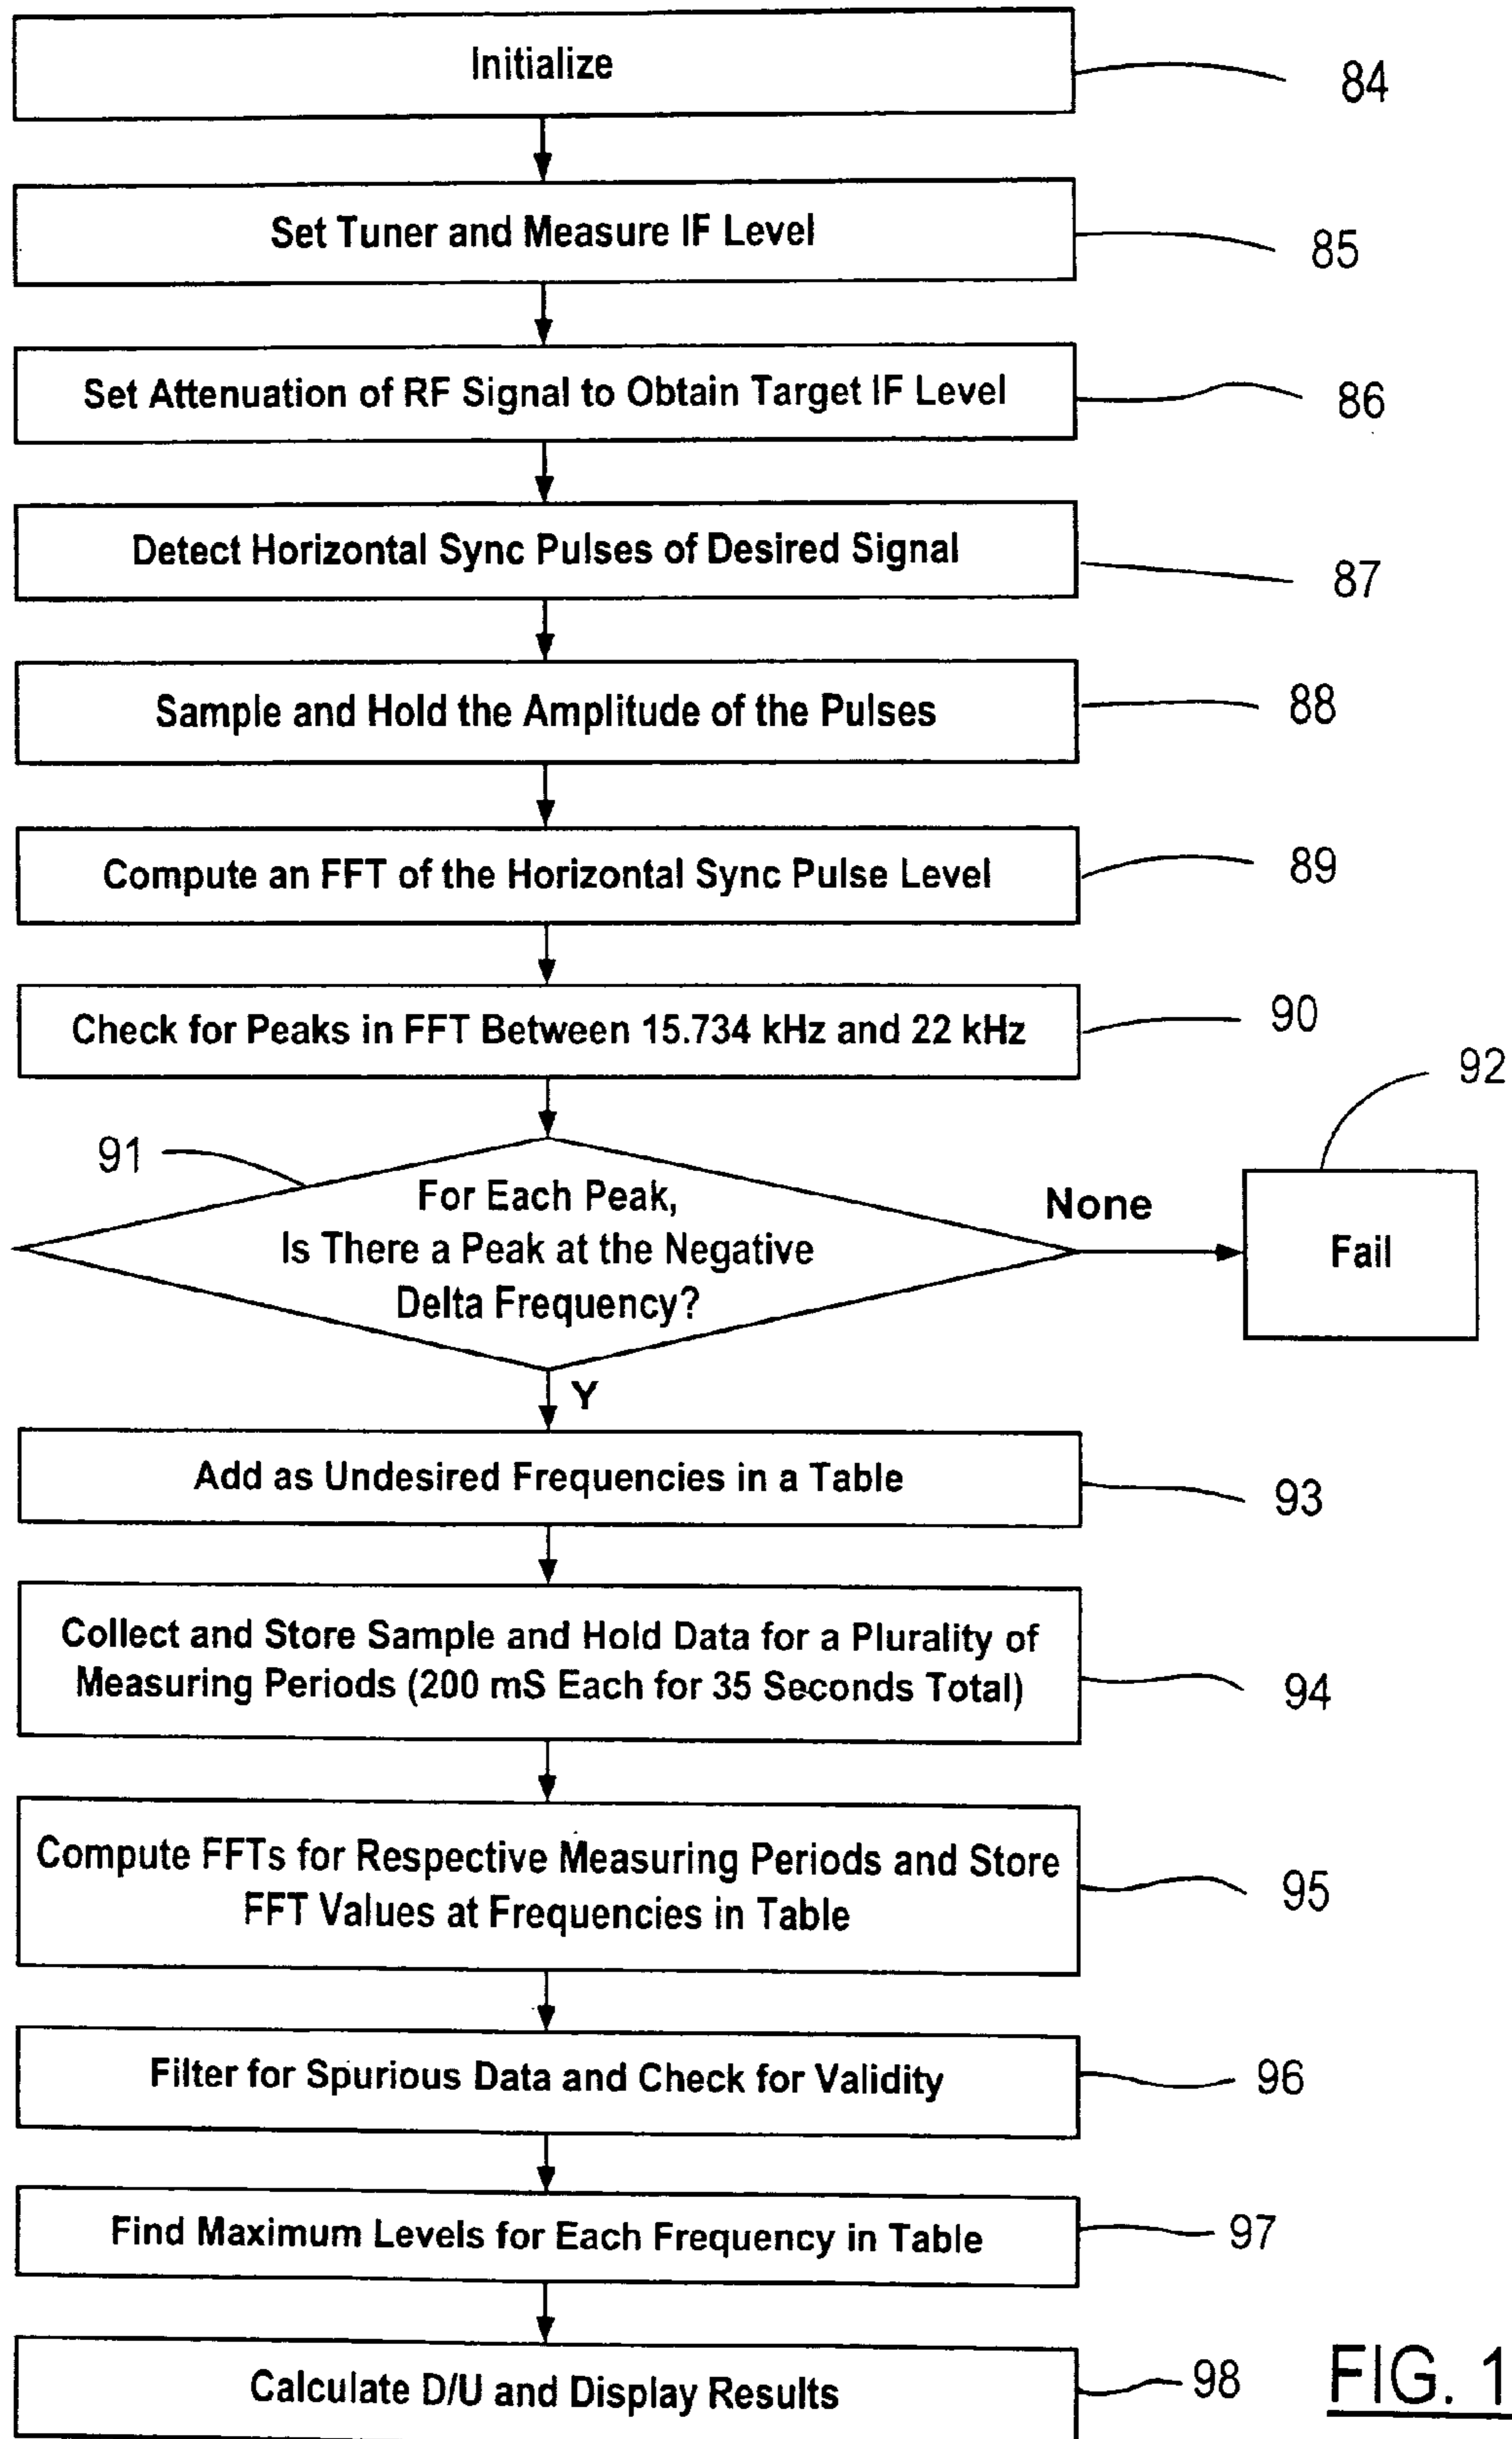 Initialize
84
Set Tuner and Measure IF Level
85
Set Attenuation of RF Signal to Obtain Target IF Level
86
Detect Horizontal Sync Pulses of Desired Signal
87
Sample and Hold the Amplitude of the Pulses
88
Compute an FFT of the Horizontal Sync Pulse Level
89
Check for Peaks in FFT Between 15.734 kHz and 22 kHz
90
91
For Each Peak,
Is There a Peak at the Negative
Delta Frequency?
None
92
Fail
Y
Add as Undesired Frequencies in a Table
93
Collect and Store Sample and Hold Data for a Plurality of
Measuring Periods (200 mS Each for 35 Seconds Total)
94
Compute FFTs for Respective Measuring Periods and Store
FFT Values at Frequencies in Table
95
Filter for Spurious Data and Check for Validity
96
Find Maximum Levels for Each Frequency in Table
97
Calculate D/U and Display Results
98
FIG. 1